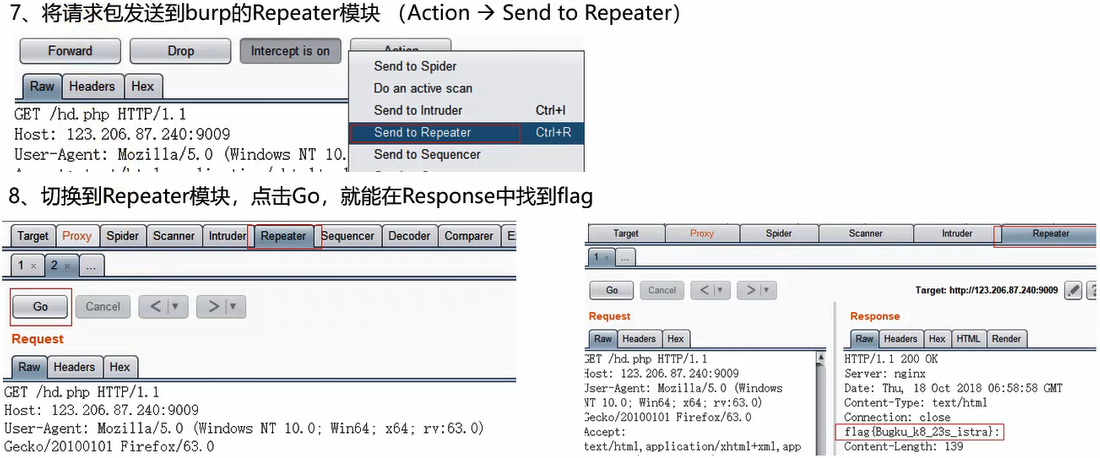 7、将请求包发送到burp的Repeater模块 （Action → Send to Repeater）
Forward Drop Intercept is on Action
Send to Spider
Do an active scan
Send to Intruder Ctrl+I
Send to Repeater Ctrl+R
Send to Sequencer
Raw Headers Hex
GET /hd.php HTTP/1.1
Host: 123.206.87.240:9009
User-Agent: Mozilla/5.0 (Windows NT 10.
8、切换到Repeater模块，点击Go，就能在Response中找到flag
Target Proxy Spider Scanner Intruder Repeater Sequencer Decoder Comparer
1 × 2 × ...
Go Cancel < >
Request
Raw Headers Hex
GET /hd.php HTTP/1.1
Host: 123.206.87.240:9009
User-Agent: Mozilla/5.0 (Windows NT 10.0; Win64; x64; rv:63.0)
Gecko/20100101 Firefox/63.0
Target Proxy Spider Scanner Intruder Repeater
1 × ...
Go Cancel < > Target: http://123.206.87.240:9009 ?
Request
Raw Headers Hex
GET /hd.php HTTP/1.1
Host: 123.206.87.240:9009
User-Agent: Mozilla/5.0 (Windows
NT 10.0; Win64; x64; rv:63.0)
Gecko/20100101 Firefox/63.0
Accept:
text/html,application/xhtml+xml,app
Response
Raw Headers Hex HTML Render
HTTP/1.1 200 OK
Server: nginx
Date: Thu, 18 Oct 2018 06:58:58 GMT
Content-Type: text/html
Connection: close
flag{Bugku_k8_23s_istra}:
Content-Length: 139